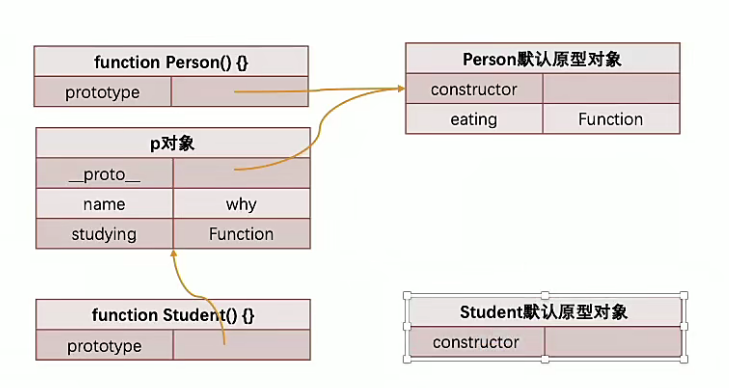 function Person() {}
prototype
Person默认原型对象
constructor
eating Function
p对象
__proto__
name why
studying Function
function Student() {}
prototype
Student默认原型对象
constructor